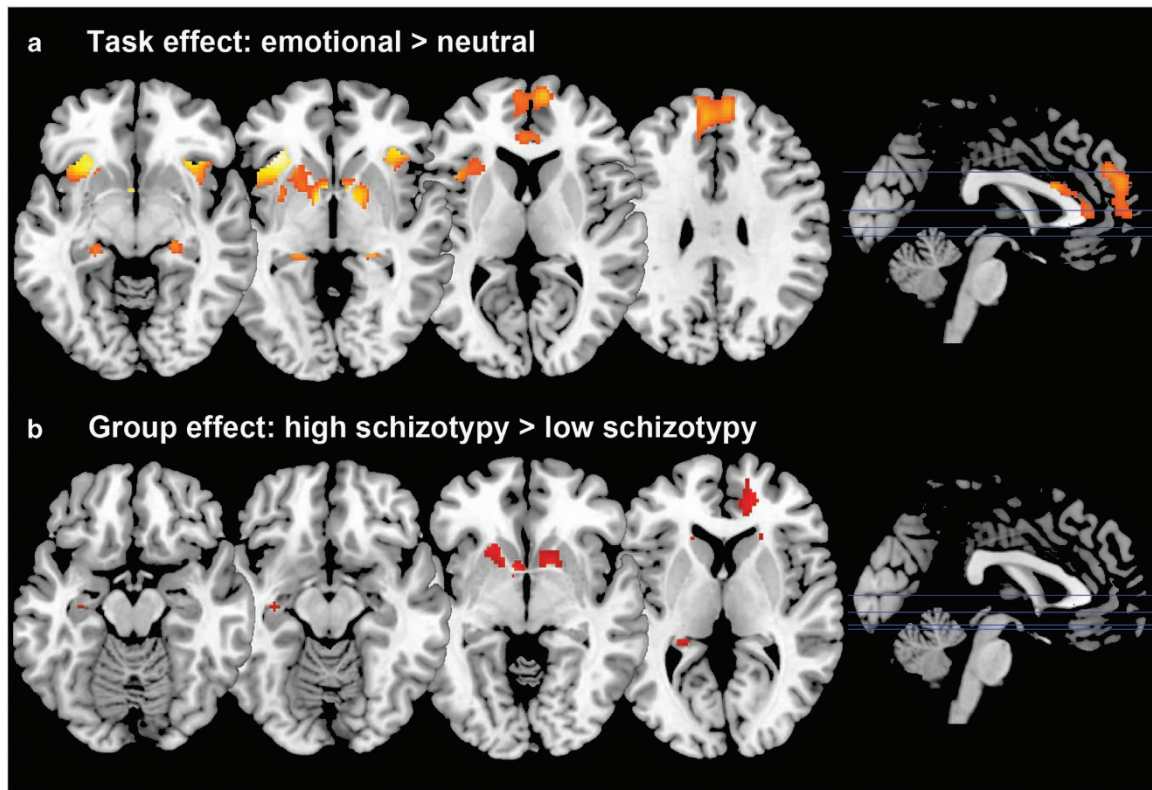 a Task effect: emotional > neutral
b Group effect: high schizotypy > low schizotypy